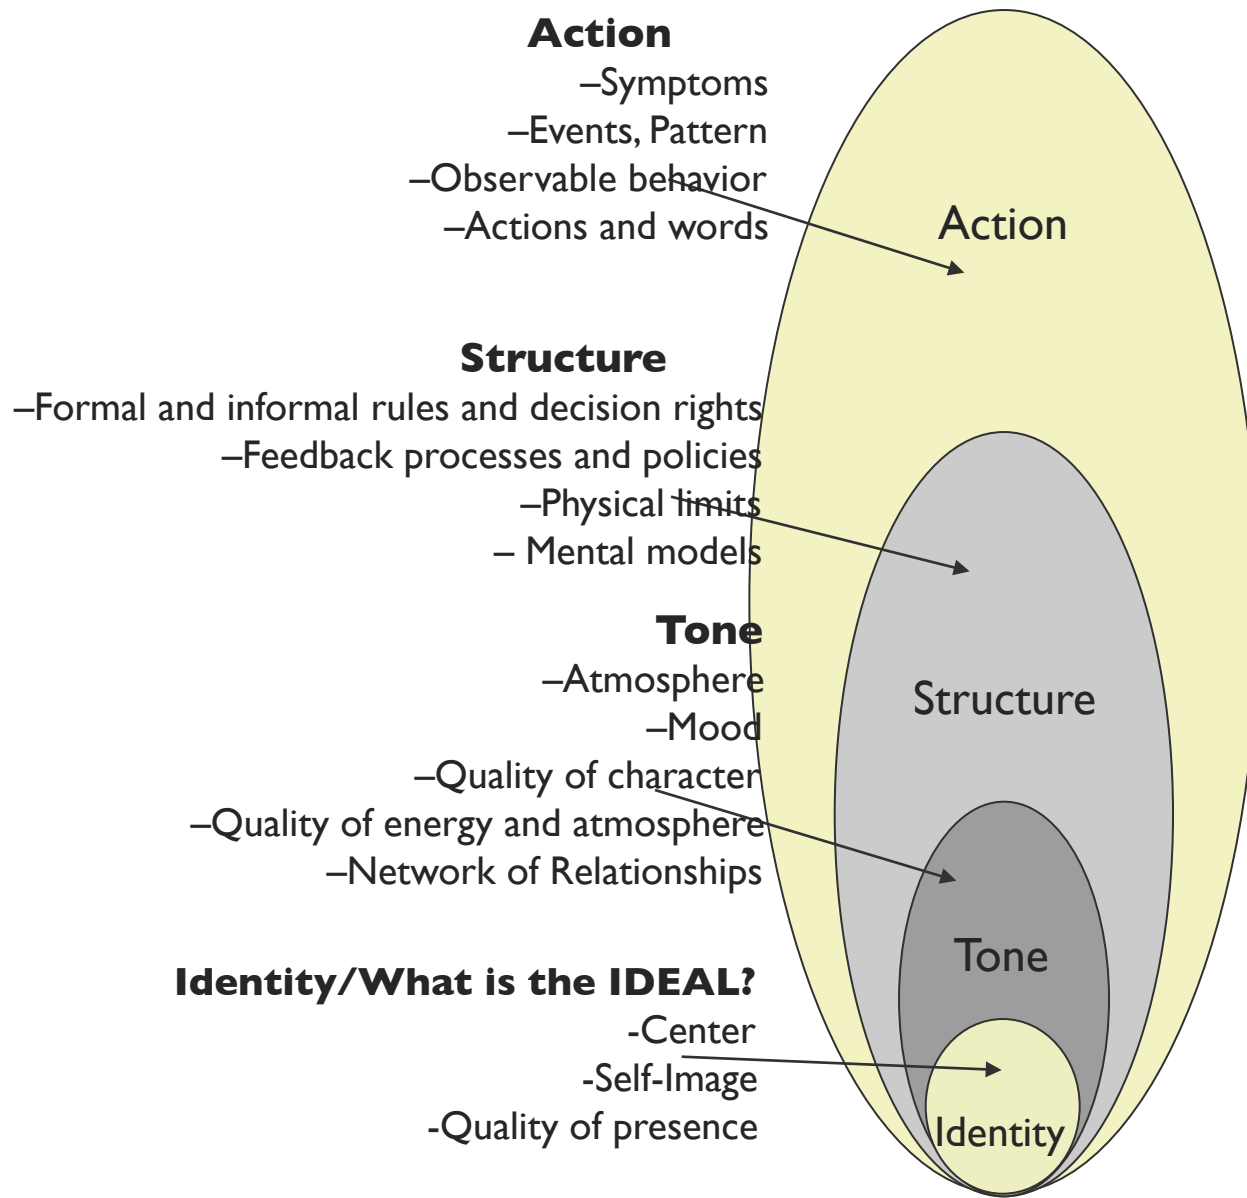 Action
–Symptoms
–Events, Pattern
–Observable behavior
–Actions and words
Action
Structure
–Formal and informal rules and decision rights
–Feedback processes and policies
–Physical limits
– Mental models
Structure
Tone
–Atmosphere
–Mood
–Quality of character
–Quality of energy and atmosphere
–Network of Relationships
Tone
Identity/What is the IDEAL?
-Center
-Self-Image
-Quality of presence
Identity